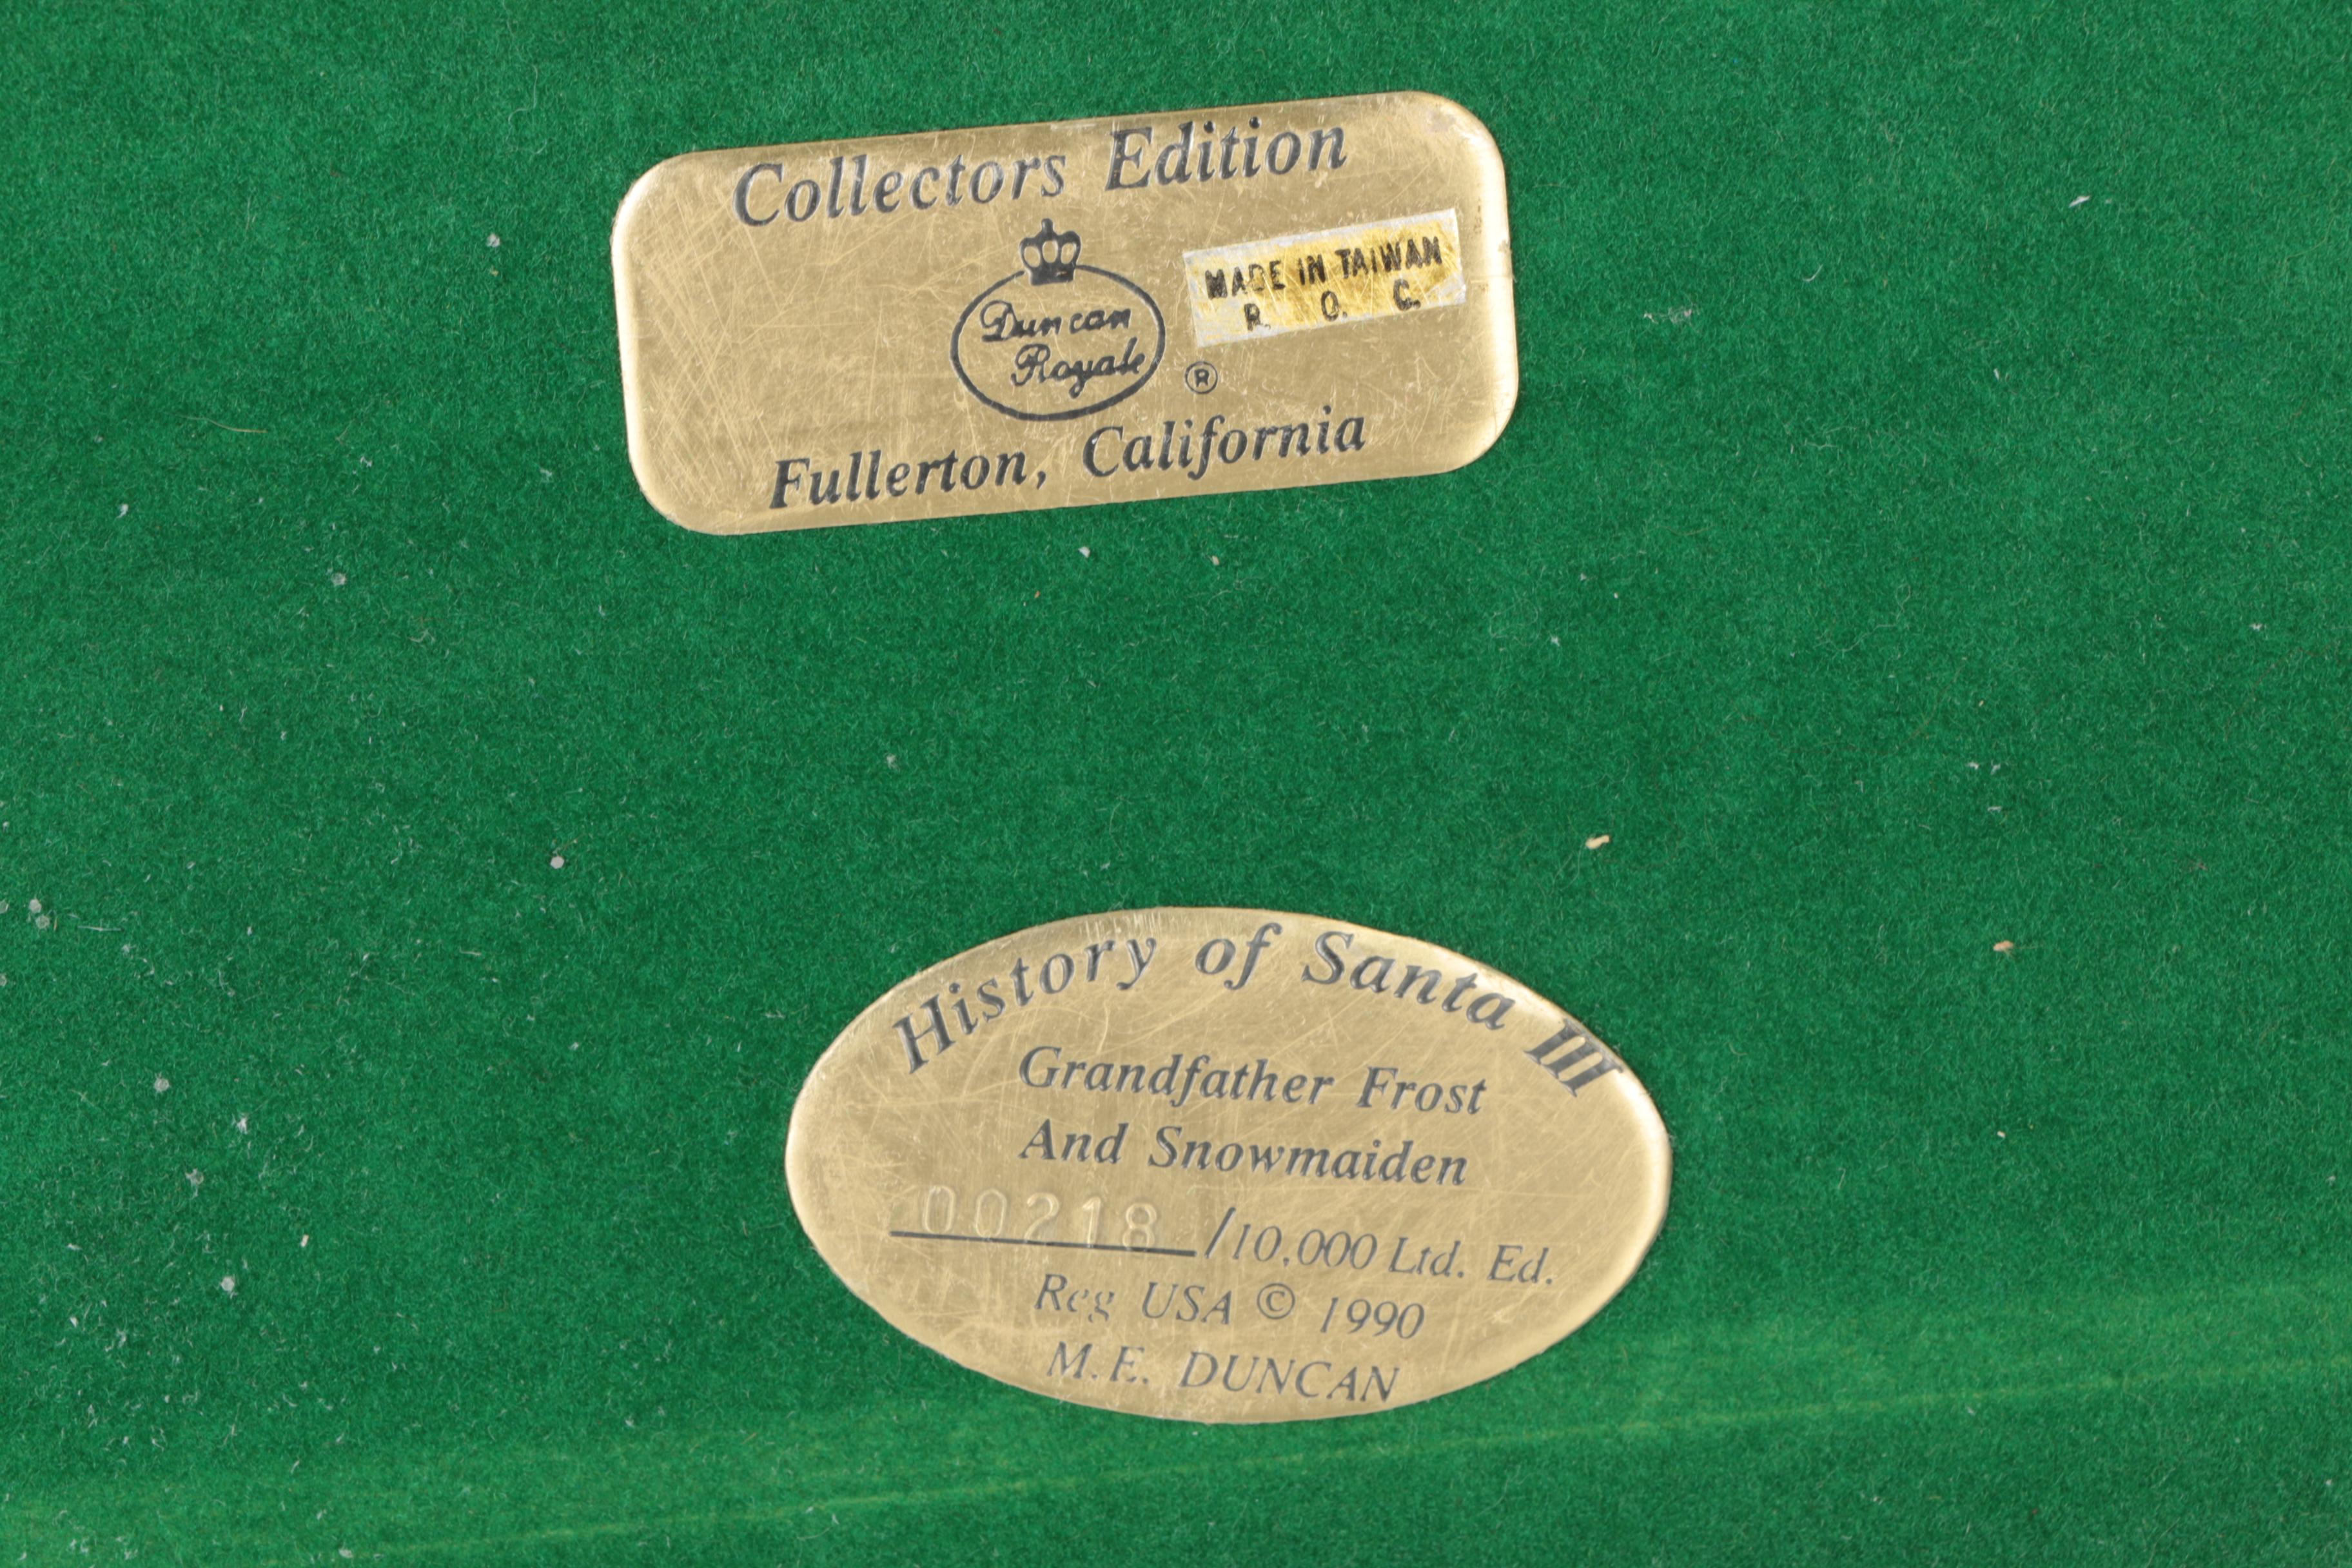 Collectors Edition
Duncan
Royale
®
MADE IN TAIWAN
R. O. C.
Fullerton, California
History of Santa III
Grandfather Frost
And Snowmaiden
00218 /10,000 Ltd. Ed.
Reg USA © 1990
M.E. DUNCAN